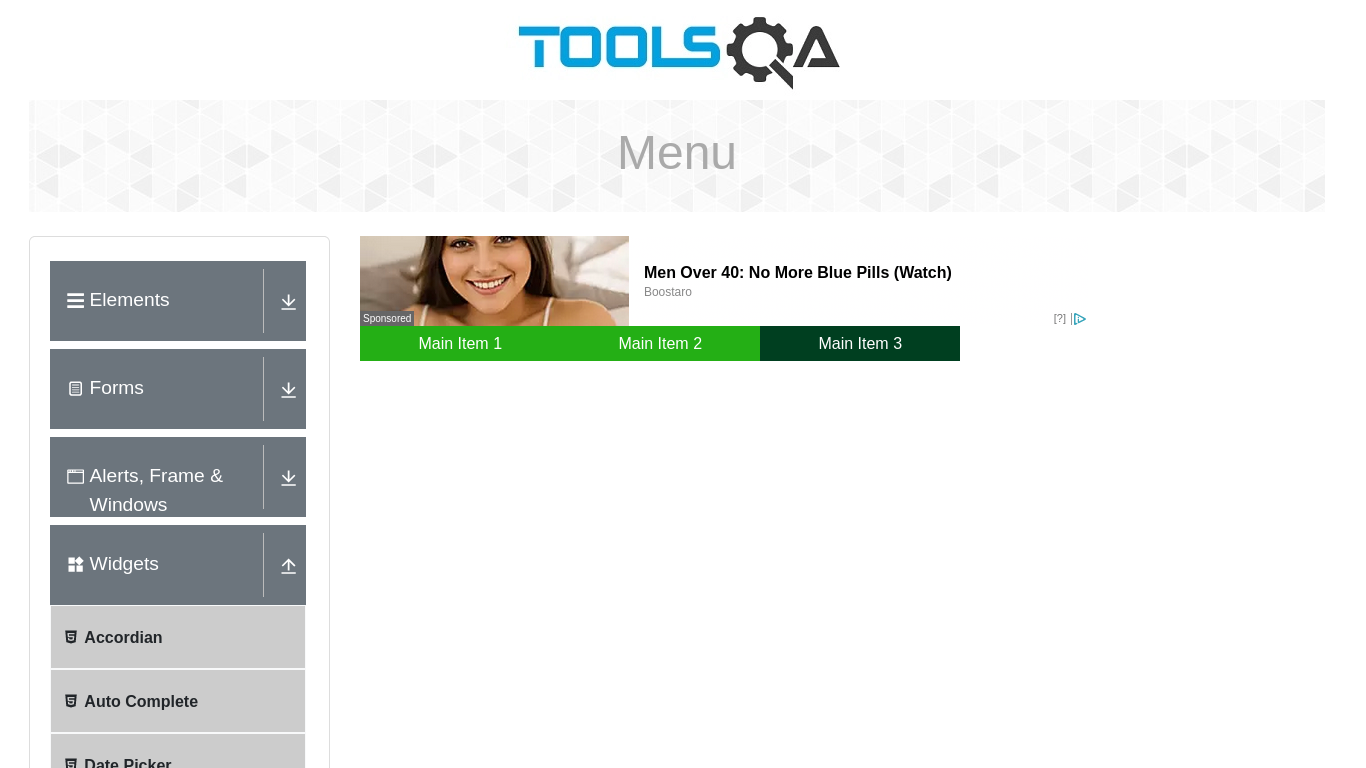 TOOLSQA
Menu
Elements
Forms
Alerts, Frame &
Windows
Widgets
Accordian
Auto Complete
Date Picker
Sponsored
Men Over 40: No More Blue Pills (Watch)
Boostaro
[?]
Main Item 1
Main Item 2
Main Item 3